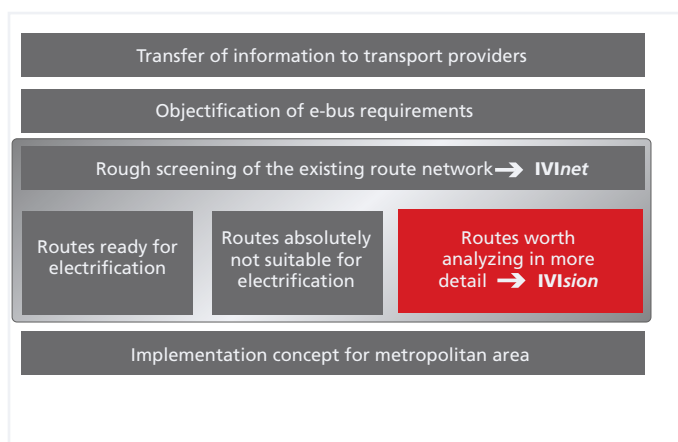 Transfer of information to transport providers
Objectification of e-bus requirements
Rough screening of the existing route network➔ IVInet
Routes ready for
electrification
Routes absolutely
not suitable for
electrification
Routes worth
analyzing in more
detail ➔ IVIsion
Implementation concept for metropolitan area